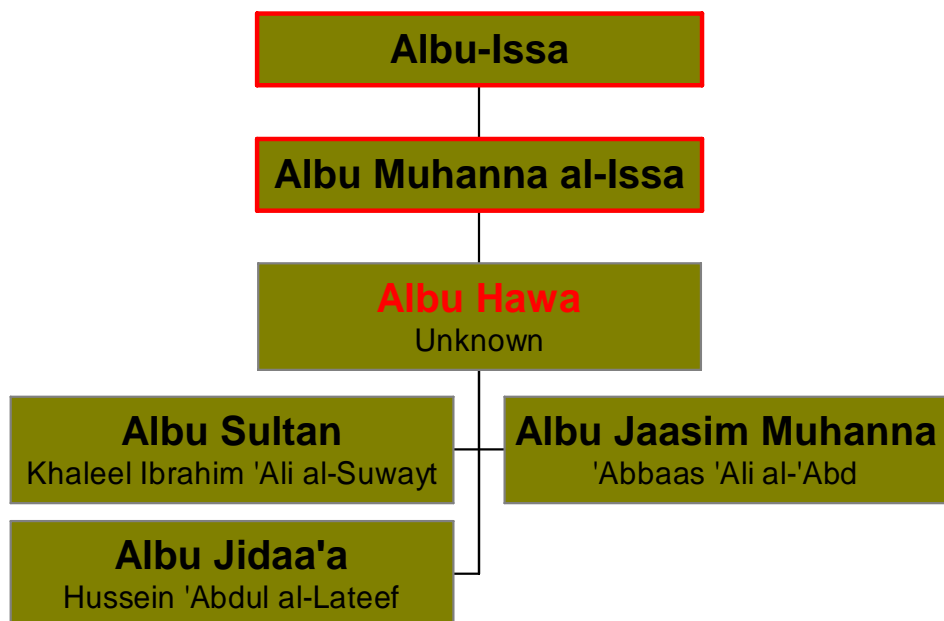 Albu-Issa
Albu Muhanna al-Issa
Albu Hawa
Unknown
Albu Sultan
Khaleel Ibrahim 'Ali al-Suwayt
Albu Jaasim Muhanna
'Abbaas 'Ali al-'Abd
Albu Jidaa'a
Hussein 'Abdul al-Lateef